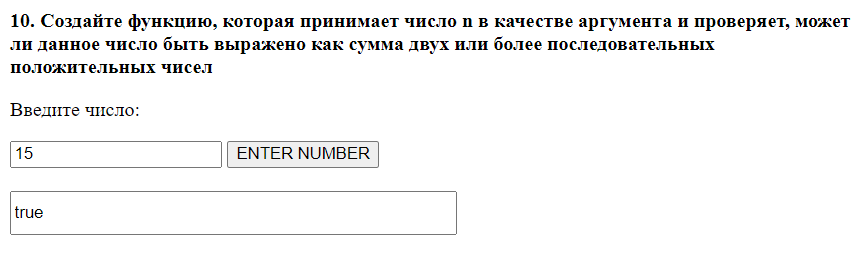 10. Создайте функцию, которая принимает число n в качестве аргумента и проверяет, может
ли данное число быть выражено как сумма двух или более последовательных
положительных чисел
Введите число:
15 ENTER NUMBER
true